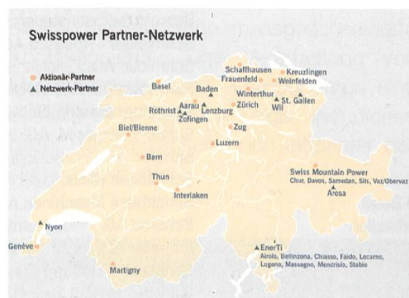 Swisspower Partner-Netzwerk
Aktionär-Partner
Netzwerk-Partner
Schaffhausen
Kreuzlingen
Frauenfeld
Weinfelden
Basel
Baden
Winterthur
St. Gallen
Aarau
Zürich
Wil
Rothrist
Lenzburg
Zofingen
Biel/Bienne
Zug
Luzern
Bern
Swiss Mountain Power
Chur, Davos, Samedan, Sils, Vaz/Obervaz
Thun
Arosa
Interlaken
Nyon
Genève
EnerTi
Airolo, Bellinzona, Chiasso, Faido, Locarno,
Lugano, Massagno, Mendrisio, Stabio
Martigny